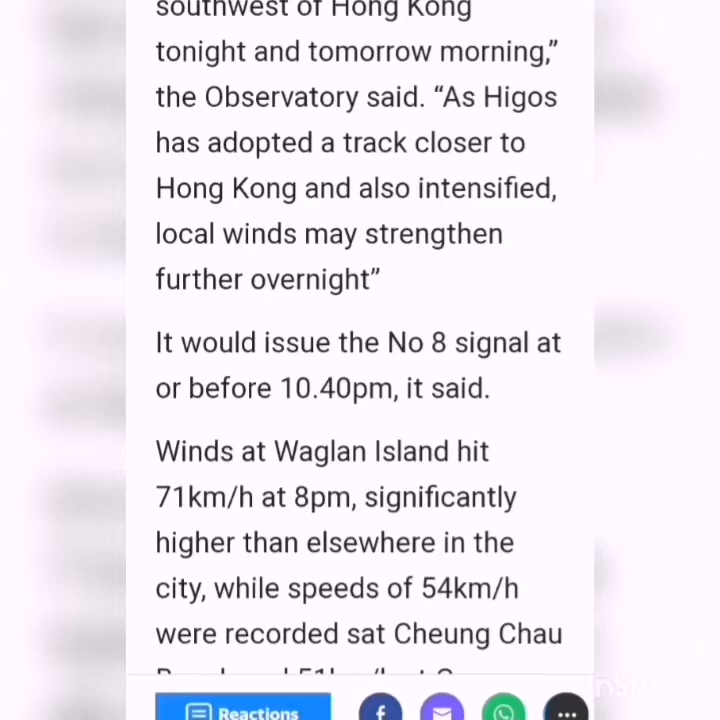 southwest of Hong Kong
tonight and tomorrow morning,”
the Observatory said. “As Higos
has adopted a track closer to
Hong Kong and also intensified,
local winds may strengthen
further overnight”
It would issue the No 8 signal at
or before 10.40pm, it said.
Winds at Waglan Island hit
71km/h at 8pm, significantly
higher than elsewhere in the
city, while speeds of 54km/h
were recorded sat Cheung Chau
Reactions